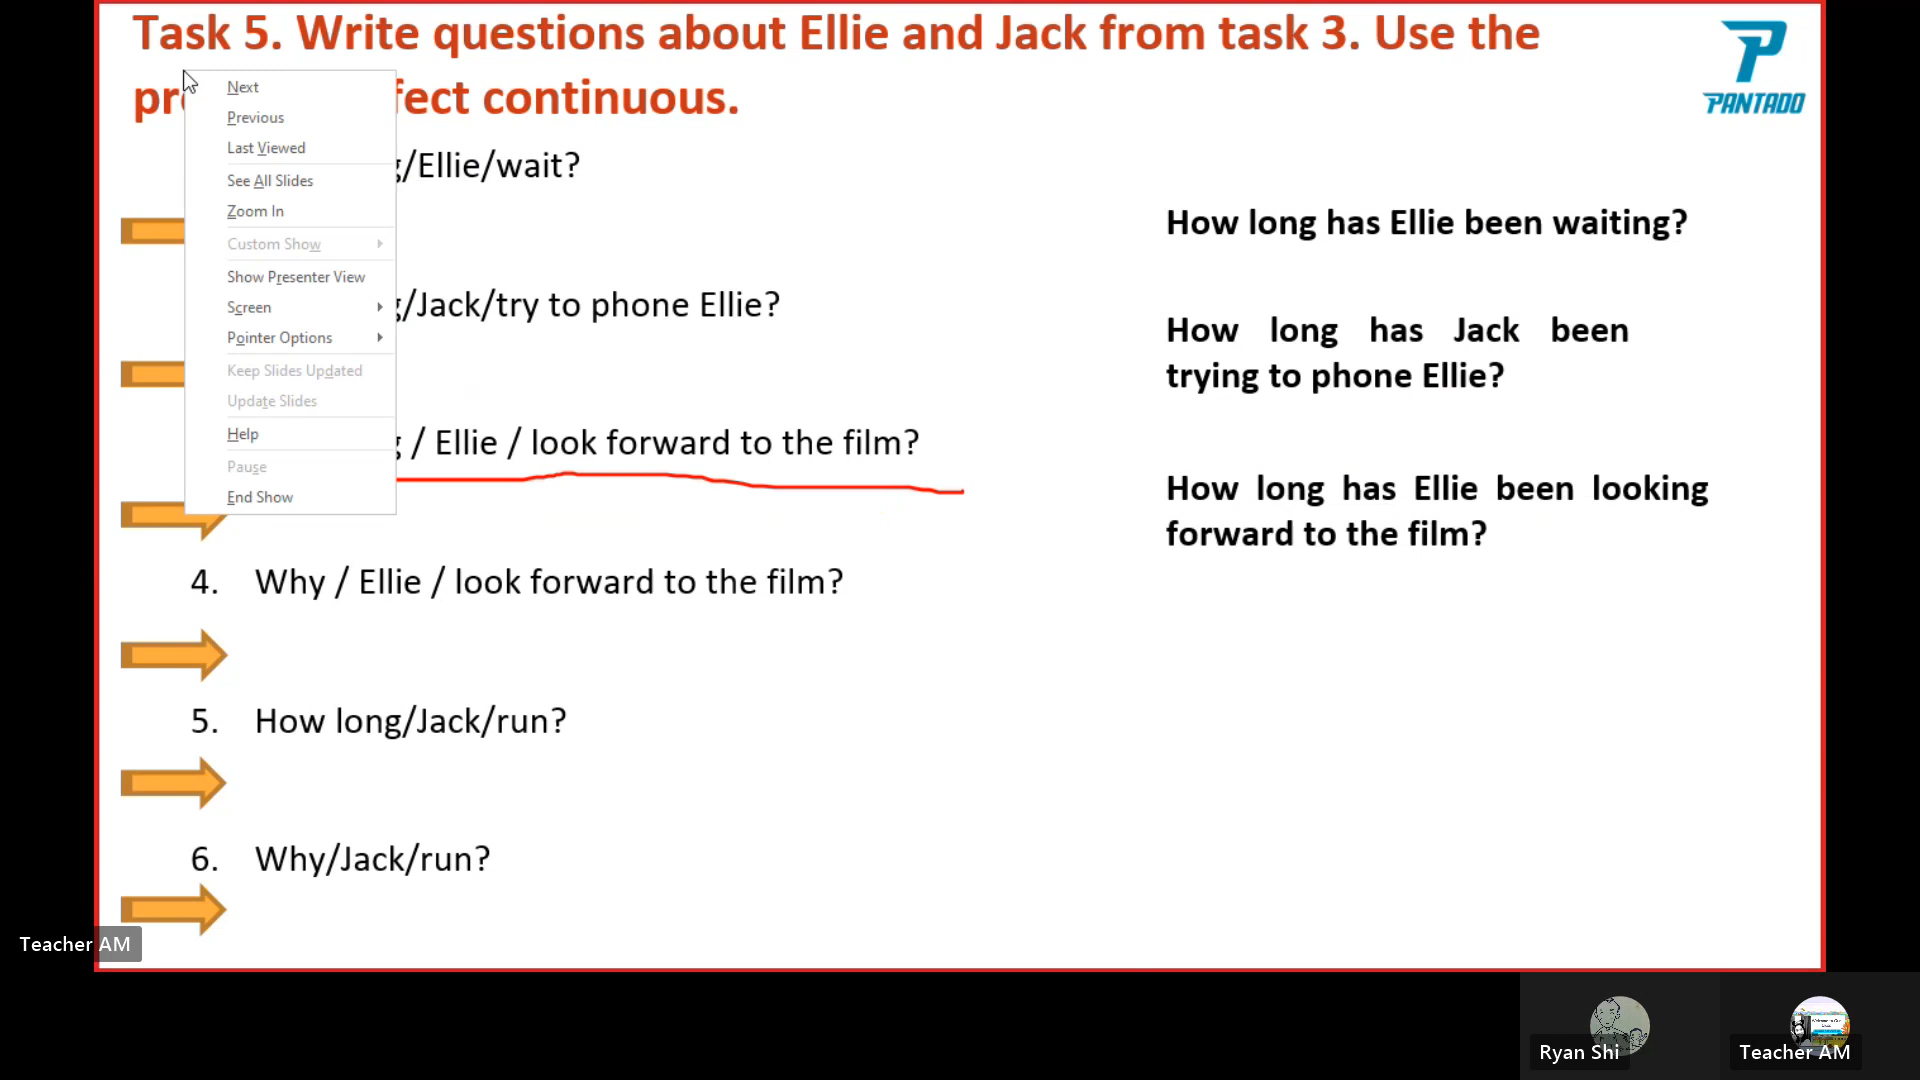 Task 5. Write questions about Ellie and Jack from task 3. Use the
fect continuous.
PANTADO
Next
Previous
Last Viewed
See All Slides
Zoom In
Custom Show
Show Presenter View
Screen
Pointer Options
Keep Slides Updated
Update Slides
Help
Pause
End Show
/Ellie/wait?
/Jack/try to phone Ellie?
/ Ellie / look forward to the film?
4. Why / Ellie / look forward to the film?
5. How long/Jack/run?
6. Why/Jack/run?
How long has Ellie been waiting?
How long has Jack been
trying to phone Ellie?
How long has Ellie been looking
forward to the film?
Teacher AM
Ryan Shi
Teacher AM